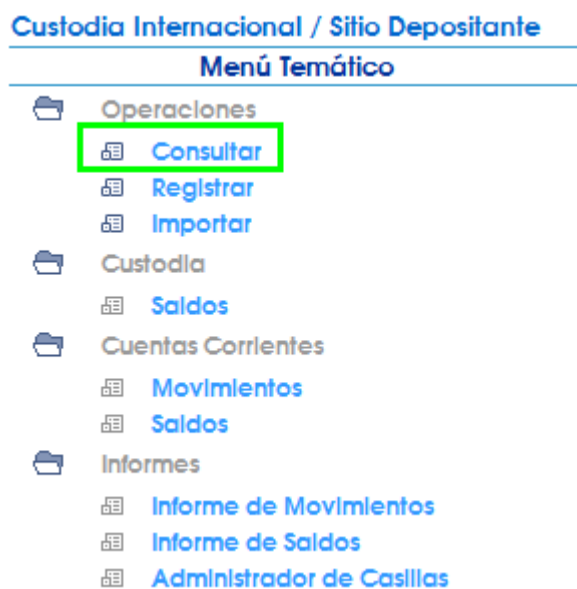 Custodia Internacional / Sitio Depositante
Menú Temático
Operaciones
Consultar
Registrar
Importar
Custodia
Saldos
Cuentas Corrientes
Movimientos
Saldos
Informes
Informe de Movimientos
Informe de Saldos
Administrador de Casillas